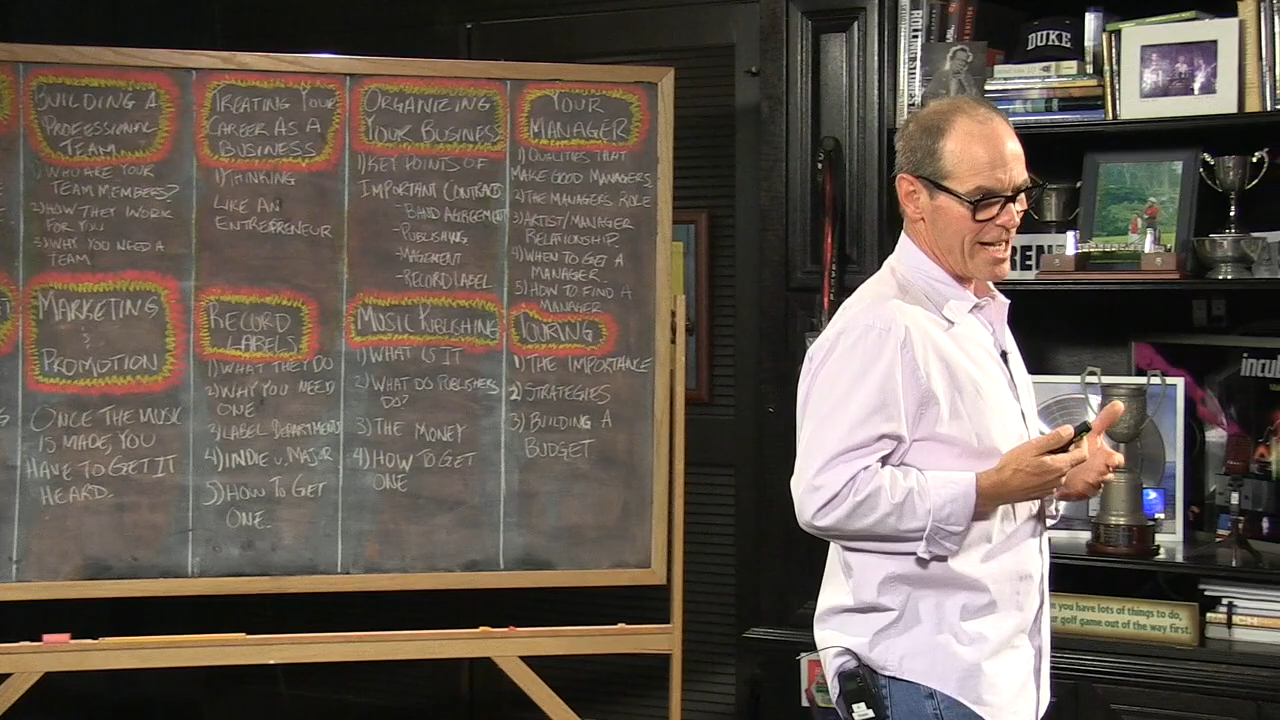 BUILDING A
PROFESSIONAL
TEAM
1) WHO ARE YOUR
TEAM MEMBERS?
2) HOW THEY WORK
FOR YOU
3) WHY YOU NEED A
TEAM
MARKETING
&
PROMOTION
ONCE THE MUSIC
IS MADE, YOU
HAVE TO GET IT
HEARD.
TREATING YOUR
CAREER AS A
BUSINESS
1) THINKING
LIKE AN
ENTREPRENEUR
RECORD
LABELS
1) WHAT THEY DO
2) WHY YOU NEED
ONE
3) LABEL DEPARTMENTS
4) INDIE v. MAJOR
5) HOW TO GET
ONE.
ORGANIZING
YOUR BUSINESS
1) KEY POINTS OF
IMPORTANT CONTRACTS
- BAND AGREEMENT
- PUBLISHING
- MAGEMENT
- RECORD LABEL
MUSIC PUBLISHING
1) WHAT IS IT
2) WHAT DO PUBLISHERS
DO?
3) THE MONEY
4) HOW TO GET
ONE
YOUR
MANAGER
1) QUALITIES THAT
MAKE GOOD MANAGERS
2) THE MANAGERS ROLE
3) ARTIST/MANAGER
RELATIONSHIP.
4) WHEN TO GET A
MANAGER
5) HOW TO FIND A
MANAGER
TOURING
1) THE IMPORTANCE
2) STRATEGIES
3) BUILDING A
BUDGET
DUKE
REN
incu
you have lots of things to do,
ur golf game out of the way first.